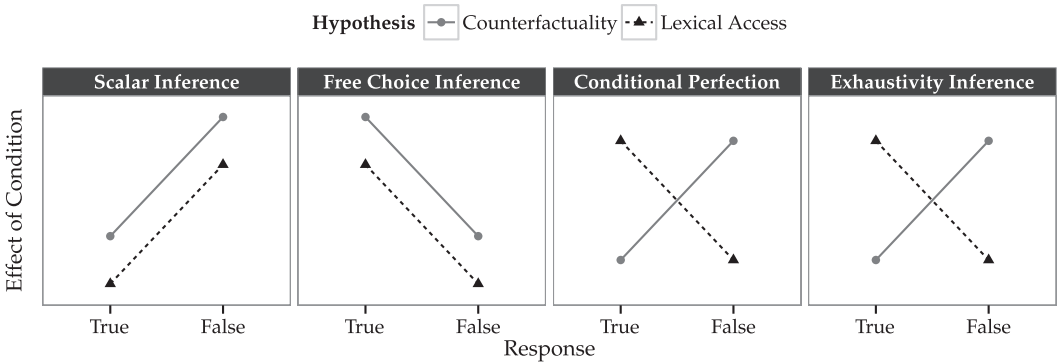 Hypothesis Counterfactuality Lexical Access
Scalar Inference Free Choice Inference Conditional Perfection Exhaustivity Inference
Effect of Condition
True False True False True False True False
Response